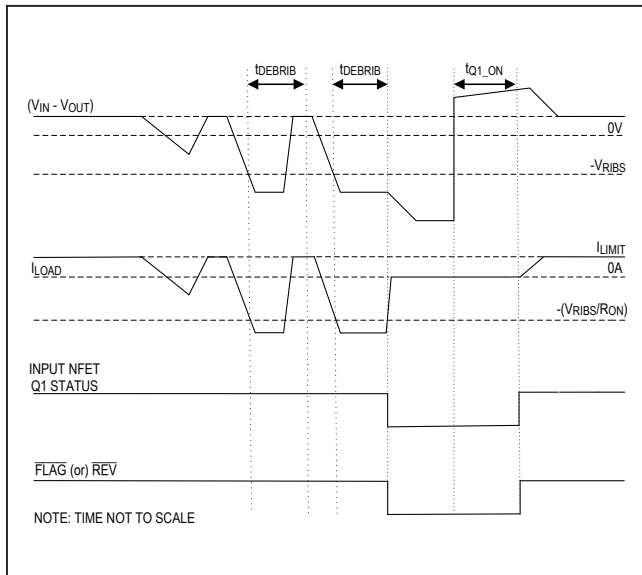 tDEBRIB tDEBRIB tQ1_ON
(VIN - VOUT)
0V
-VRIBS
ILIMIT
ILOAD 0A
-(VRIBS/RON)
INPUT NFET
Q1 STATUS
FLAG (or) REV
NOTE: TIME NOT TO SCALE